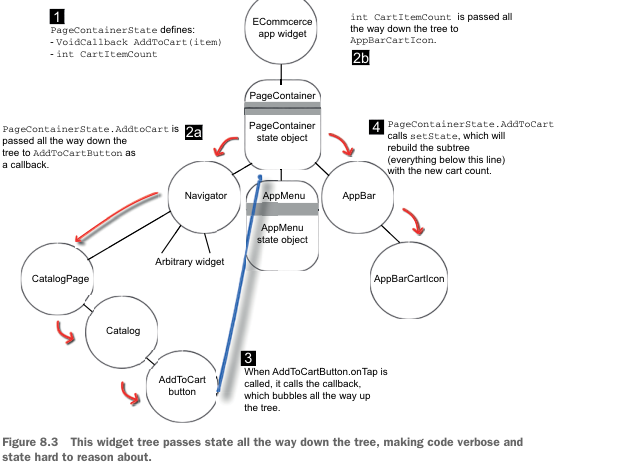 1
PageContainerState defines:
- VoidCallback AddToCart(item)
- int CartItemCount
ECommcerce
app widget
int CartItemCount is passed all
the way down the tree to
AppBarCartIcon.
2b
PageContainer
PageContainer
state object
PageContainerState.AddtoCart is
passed all the way down the
tree to AddToCartButton as
a callback.
2a
4
PageContainerState.AddToCart
calls setState, which will
rebuild the subtree
(everything below this line)
with the new cart count.
Navigator
AppMenu
AppMenu
state object
AppBar
Arbitrary widget
CatalogPage
AppBarCartIcon
Catalog
AddToCart
button
3
When AddToCartButton.onTap is
called, it calls the callback,
which bubbles all the way up
the tree.
Figure 8.3 This widget tree passes state all the way down the tree, making code verbose and
state hard to reason about.